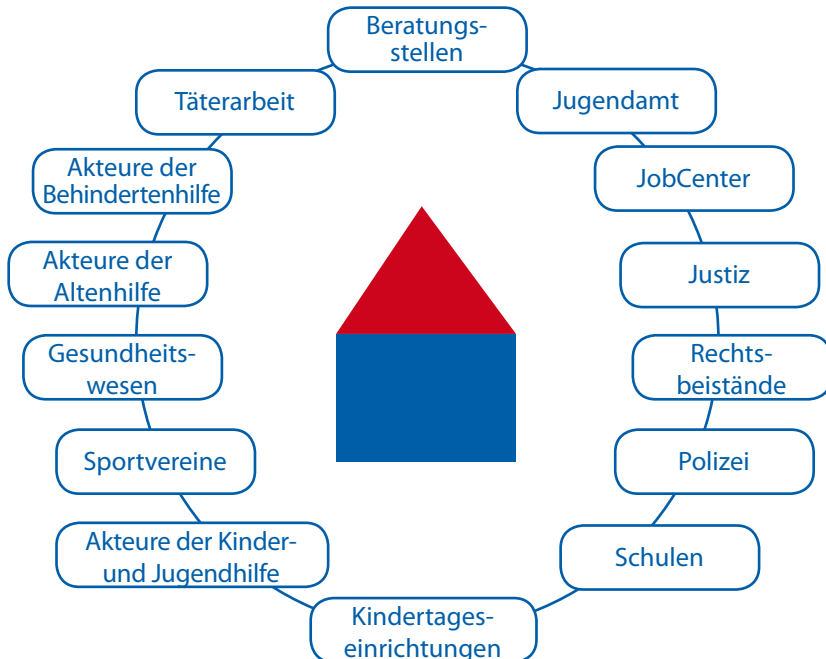 Beratungs-
stellen
Jugendamt
JobCenter
Justiz
Rechts-
beistände
Polizei
Schulen
Kindertages-
einrichtungen
Akteure der Kinder-
und Jugendhilfe
Sportvereine
Gesundheits-
wesen
Akteure der
Altenhilfe
Akteure der
Behindertenhilfe
Täterarbeit